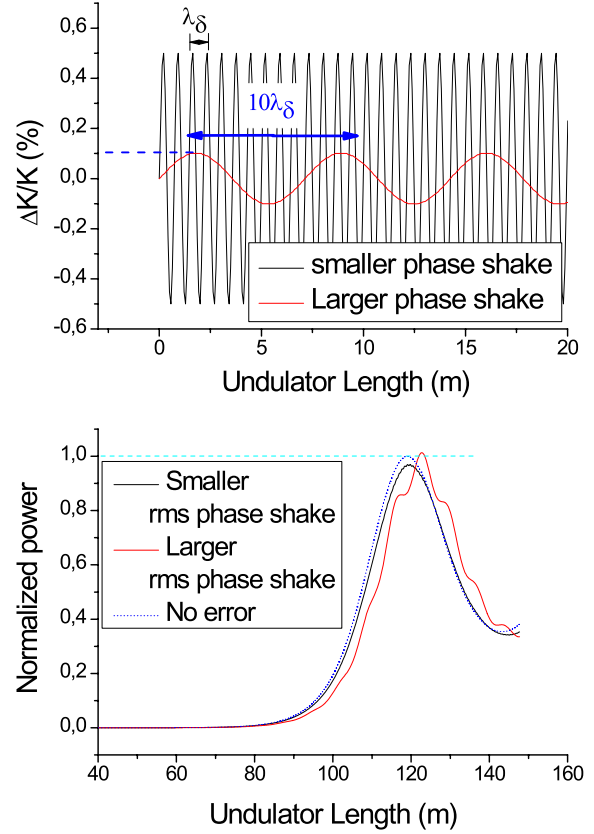 λδ
0,6
0,4
0,2
0,0
-0,2
-0,4
-0,6
ΔK/K (%)
10λδ
smaller phase shake
Larger phase shake
0 5 10 15 20
Undulator Length (m)
1,0
0,8
0,6
0,4
0,2
0,0
Normalized power
Smaller
rms phase shake
Larger
rms phase shake
No error
40 60 80 100 120 140 160
Undulator Length (m)